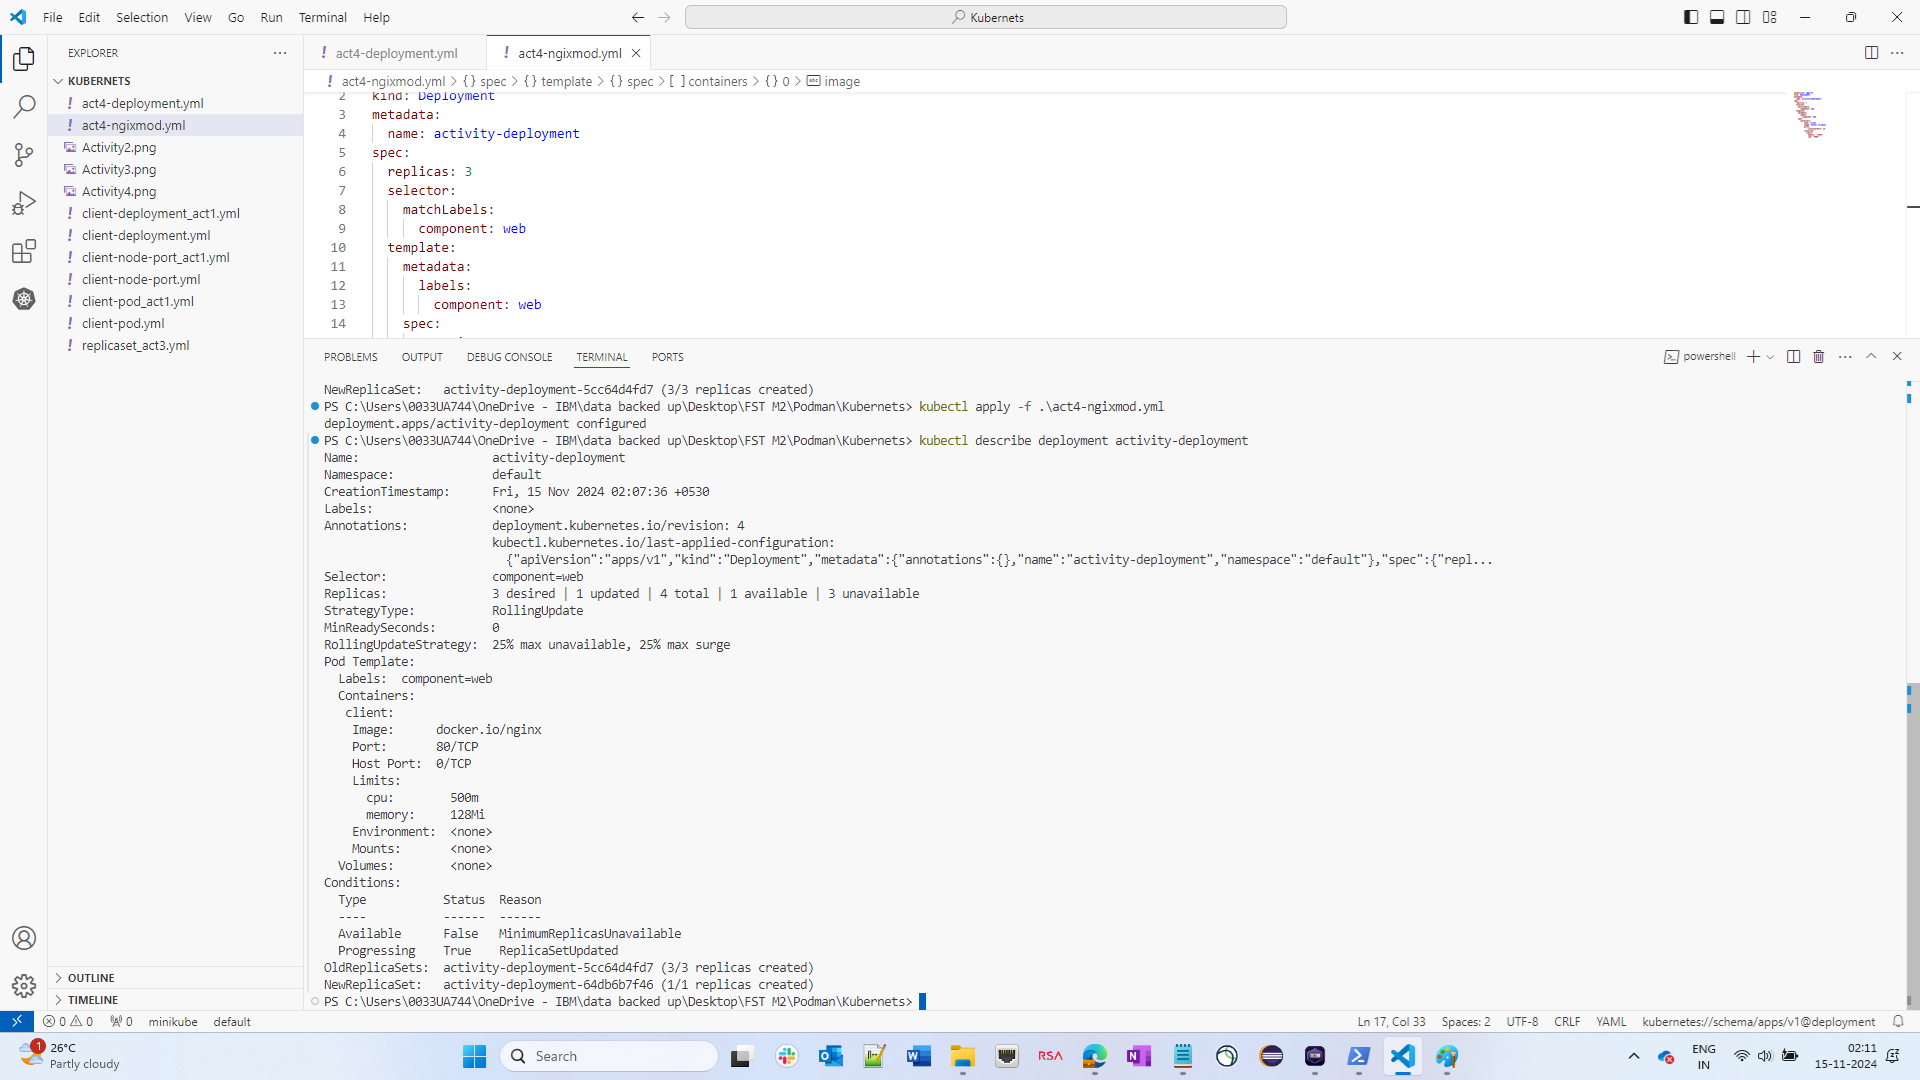 File Edit Selection View Go Run Terminal Help
Kubernets
EXPLORER
KUBERNETS
act4-deployment.yml
act4-ngixmod.yml
Activity2.png
Activity3.png
Activity4.png
client-deployment_act1.yml
client-deployment.yml
client-node-port_act1.yml
client-node-port.yml
client-pod_act1.yml
client-pod.yml
replicaset_act3.yml
OUTLINE
TIMELINE
act4-deployment.yml
act4-ngixmod.yml
act4-ngixmod.yml > {} spec > {} template > {} spec > [ ] containers > {} 0 > image
2 kind: Deployment
3 metadata:
4 name: activity-deployment
5 spec:
6 replicas: 3
7 selector:
8 matchLabels:
9 component: web
10 template:
11 metadata:
12 labels:
13 component: web
14 spec:
PROBLEMS OUTPUT DEBUG CONSOLE TERMINAL PORTS
powershell
NewReplicaSet: activity-deployment-5cc64d4fd7 (3/3 replicas created)
PS C:\Users\0033UA744\OneDrive - IBM\data backed up\Desktop\FST M2\Podman\Kubernets> kubectl apply -f .\act4-ngixmod.yml
deployment.apps/activity-deployment configured
PS C:\Users\0033UA744\OneDrive - IBM\data backed up\Desktop\FST M2\Podman\Kubernets> kubectl describe deployment activity-deployment
Name: activity-deployment
Namespace: default
CreationTimestamp: Fri, 15 Nov 2024 02:07:36 +0530
Labels: <none>
Annotations: deployment.kubernetes.io/revision: 4
kubectl.kubernetes.io/last-applied-configuration:
{"apiVersion":"apps/v1","kind":"Deployment","metadata":{"annotations":{},"name":"activity-deployment","namespace":"default"},"spec":{"repl...
Selector: component=web
Replicas: 3 desired | 1 updated | 4 total | 1 available | 3 unavailable
StrategyType: RollingUpdate
MinReadySeconds: 0
RollingUpdateStrategy: 25% max unavailable, 25% max surge
Pod Template:
Labels: component=web
Containers:
client:
Image: docker.io/nginx
Port: 80/TCP
Host Port: 0/TCP
Limits:
cpu: 500m
memory: 128Mi
Environment: <none>
Mounts: <none>
Volumes: <none>
Conditions:
Type Status Reason
---- ------ ------
Available False MinimumReplicasUnavailable
Progressing True ReplicaSetUpdated
OldReplicaSets: activity-deployment-5cc64d4fd7 (3/3 replicas created)
NewReplicaSet: activity-deployment-64db6b7f46 (1/1 replicas created)
PS C:\Users\0033UA744\OneDrive - IBM\data backed up\Desktop\FST M2\Podman\Kubernets>
0 0 0 minikube default
Ln 17, Col 33 Spaces: 2 UTF-8 CRLF YAML kubernetes://schema/apps/v1@deployment
1
26°C
Partly cloudy
Search
RSA
ENG
IN
02:11
15-11-2024